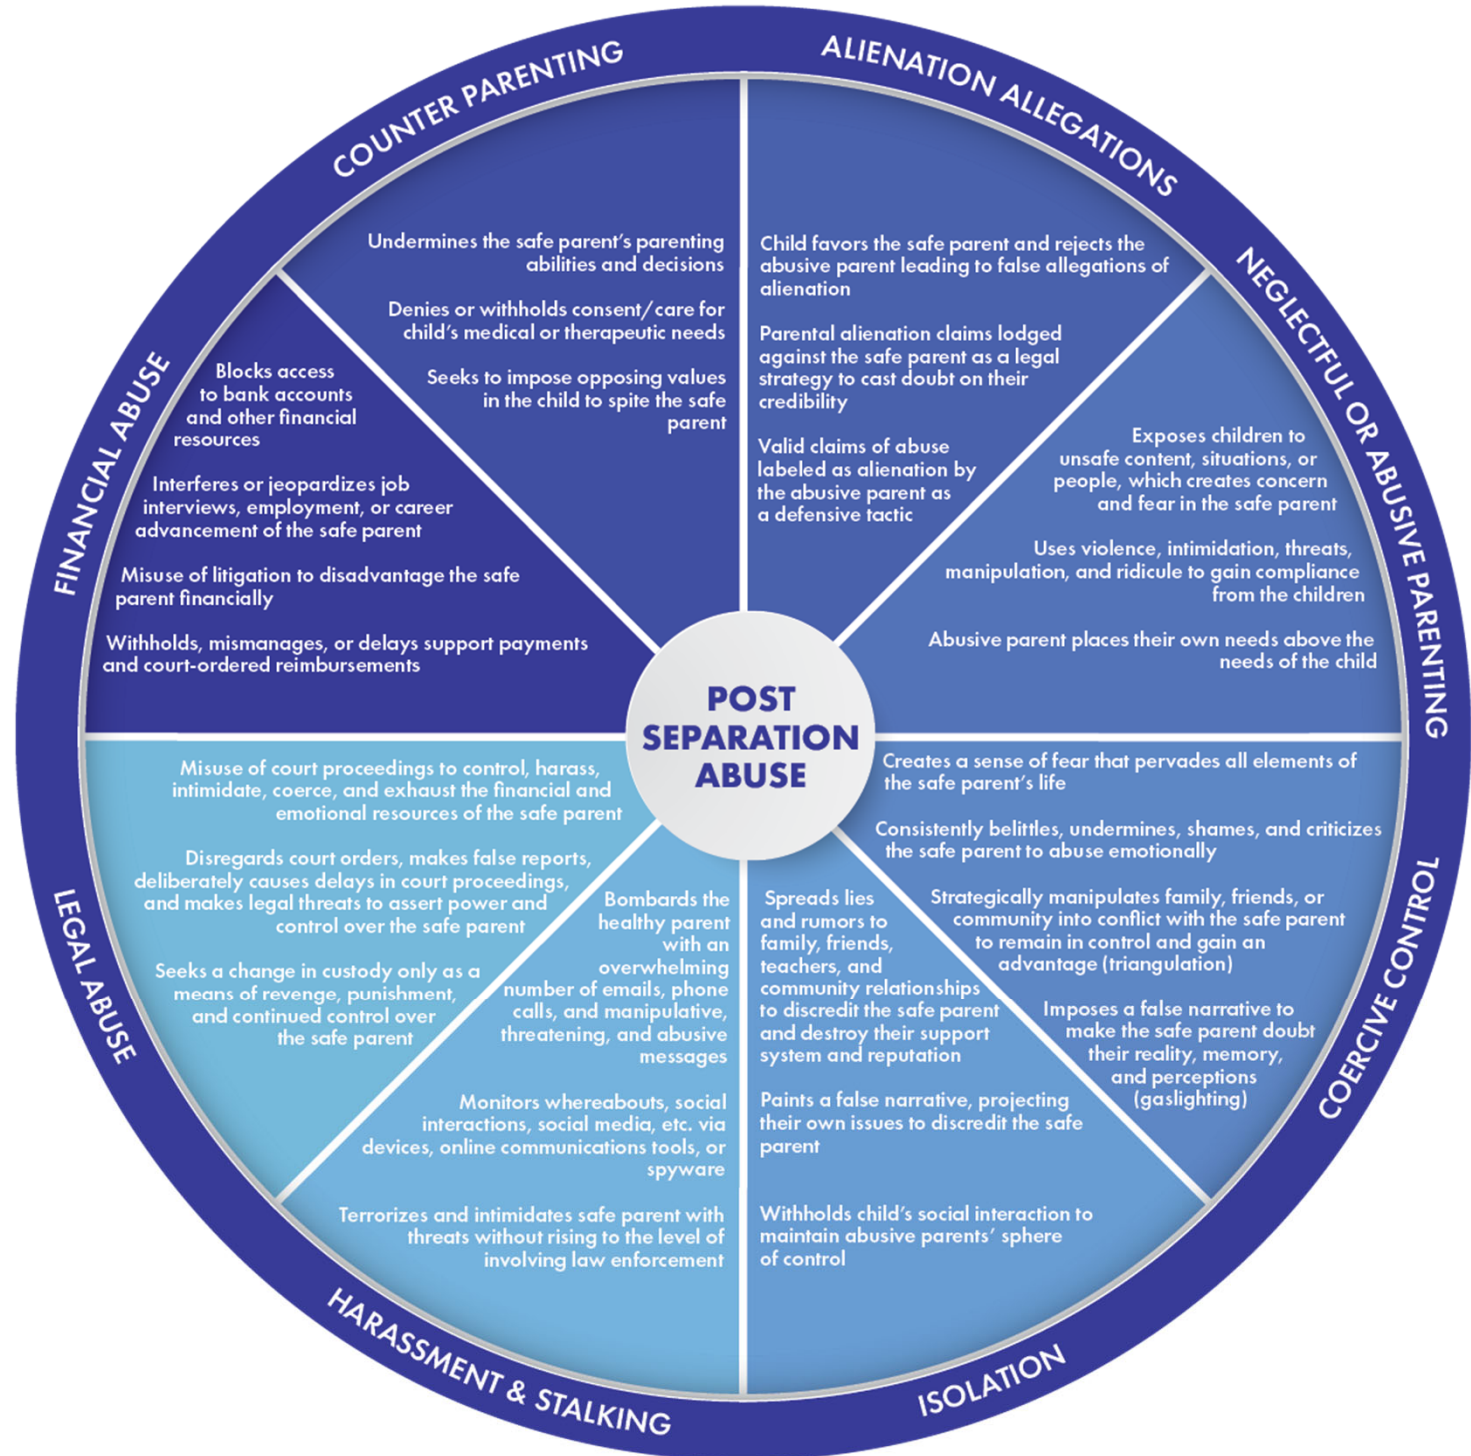 COUNTER PARENTING
Undermines the safe parent's parenting
abilities and decisions
Denies or withholds consent/care for
child's medical or therapeutic needs
Seeks to impose opposing values
in the child to spite the safe
parent
ALIENATION ALLEGATIONS
Child favors the safe parent and rejects the
abusive parent leading to false allegations of
alienation
Parental alienation claims lodged
against the safe parent as a legal
strategy to cast doubt on their
credibility
Valid claims of abuse
labeled as alienation by
the abusive parent as
a defensive tactic
NEGLECTFUL OR ABUSIVE PARENTING
Exposes children to
unsafe content, situations, or
people, which creates concern
and fear in the safe parent
Uses violence, intimidation, threats,
manipulation, and ridicule to gain compliance
from the children
Abusive parent places their own needs above the
needs of the child
COERCIVE CONTROL
Creates a sense of fear that pervades all elements of
the safe parent's life
Consistently belittles, undermines, shames, and criticizes
the safe parent to abuse emotionally
Strategically manipulates family, friends, or
community into conflict with the safe parent
to remain in control and gain an
advantage (triangulation)
Imposes a false narrative to
make the safe parent doubt
their reality, memory,
and perceptions
(gaslighting)
ISOLATION
Spreads lies
and rumors to
family, friends,
teachers, and
community relationships
to discredit the safe parent
and destroy their support
system and reputation
Paints a false narrative, projecting
their own issues to discredit the safe
parent
Withholds child's social interaction to
maintain abusive parents' sphere
of control
HARASSMENT & STALKING
Bombards the
healthy parent
with an
overwhelming
number of emails, phone
calls, and manipulative,
threatening, and abusive
messages
Monitors whereabouts, social
interactions, social media, etc. via
devices, online communications tools, or
spyware
Terrorizes and intimidates safe parent with
threats without rising to the level of
involving law enforcement
LEGAL ABUSE
Misuse of court proceedings to control, harass,
intimidate, coerce, and exhaust the financial and
emotional resources of the safe parent
Disregards court orders, makes false reports,
deliberately causes delays in court proceedings,
and makes legal threats to assert power and
control over the safe parent
Seeks a change in custody only as a
means of revenge, punishment,
and continued control over
the safe parent
FINANCIAL ABUSE
Blocks access
to bank accounts
and other financial
resources
Interferes or jeopardizes job
interviews, employment, or career
advancement of the safe parent
Misuse of litigation to disadvantage the safe
parent financially
Withholds, mismanages, or delays support payments
and court-ordered reimbursements
POST
SEPARATION
ABUSE